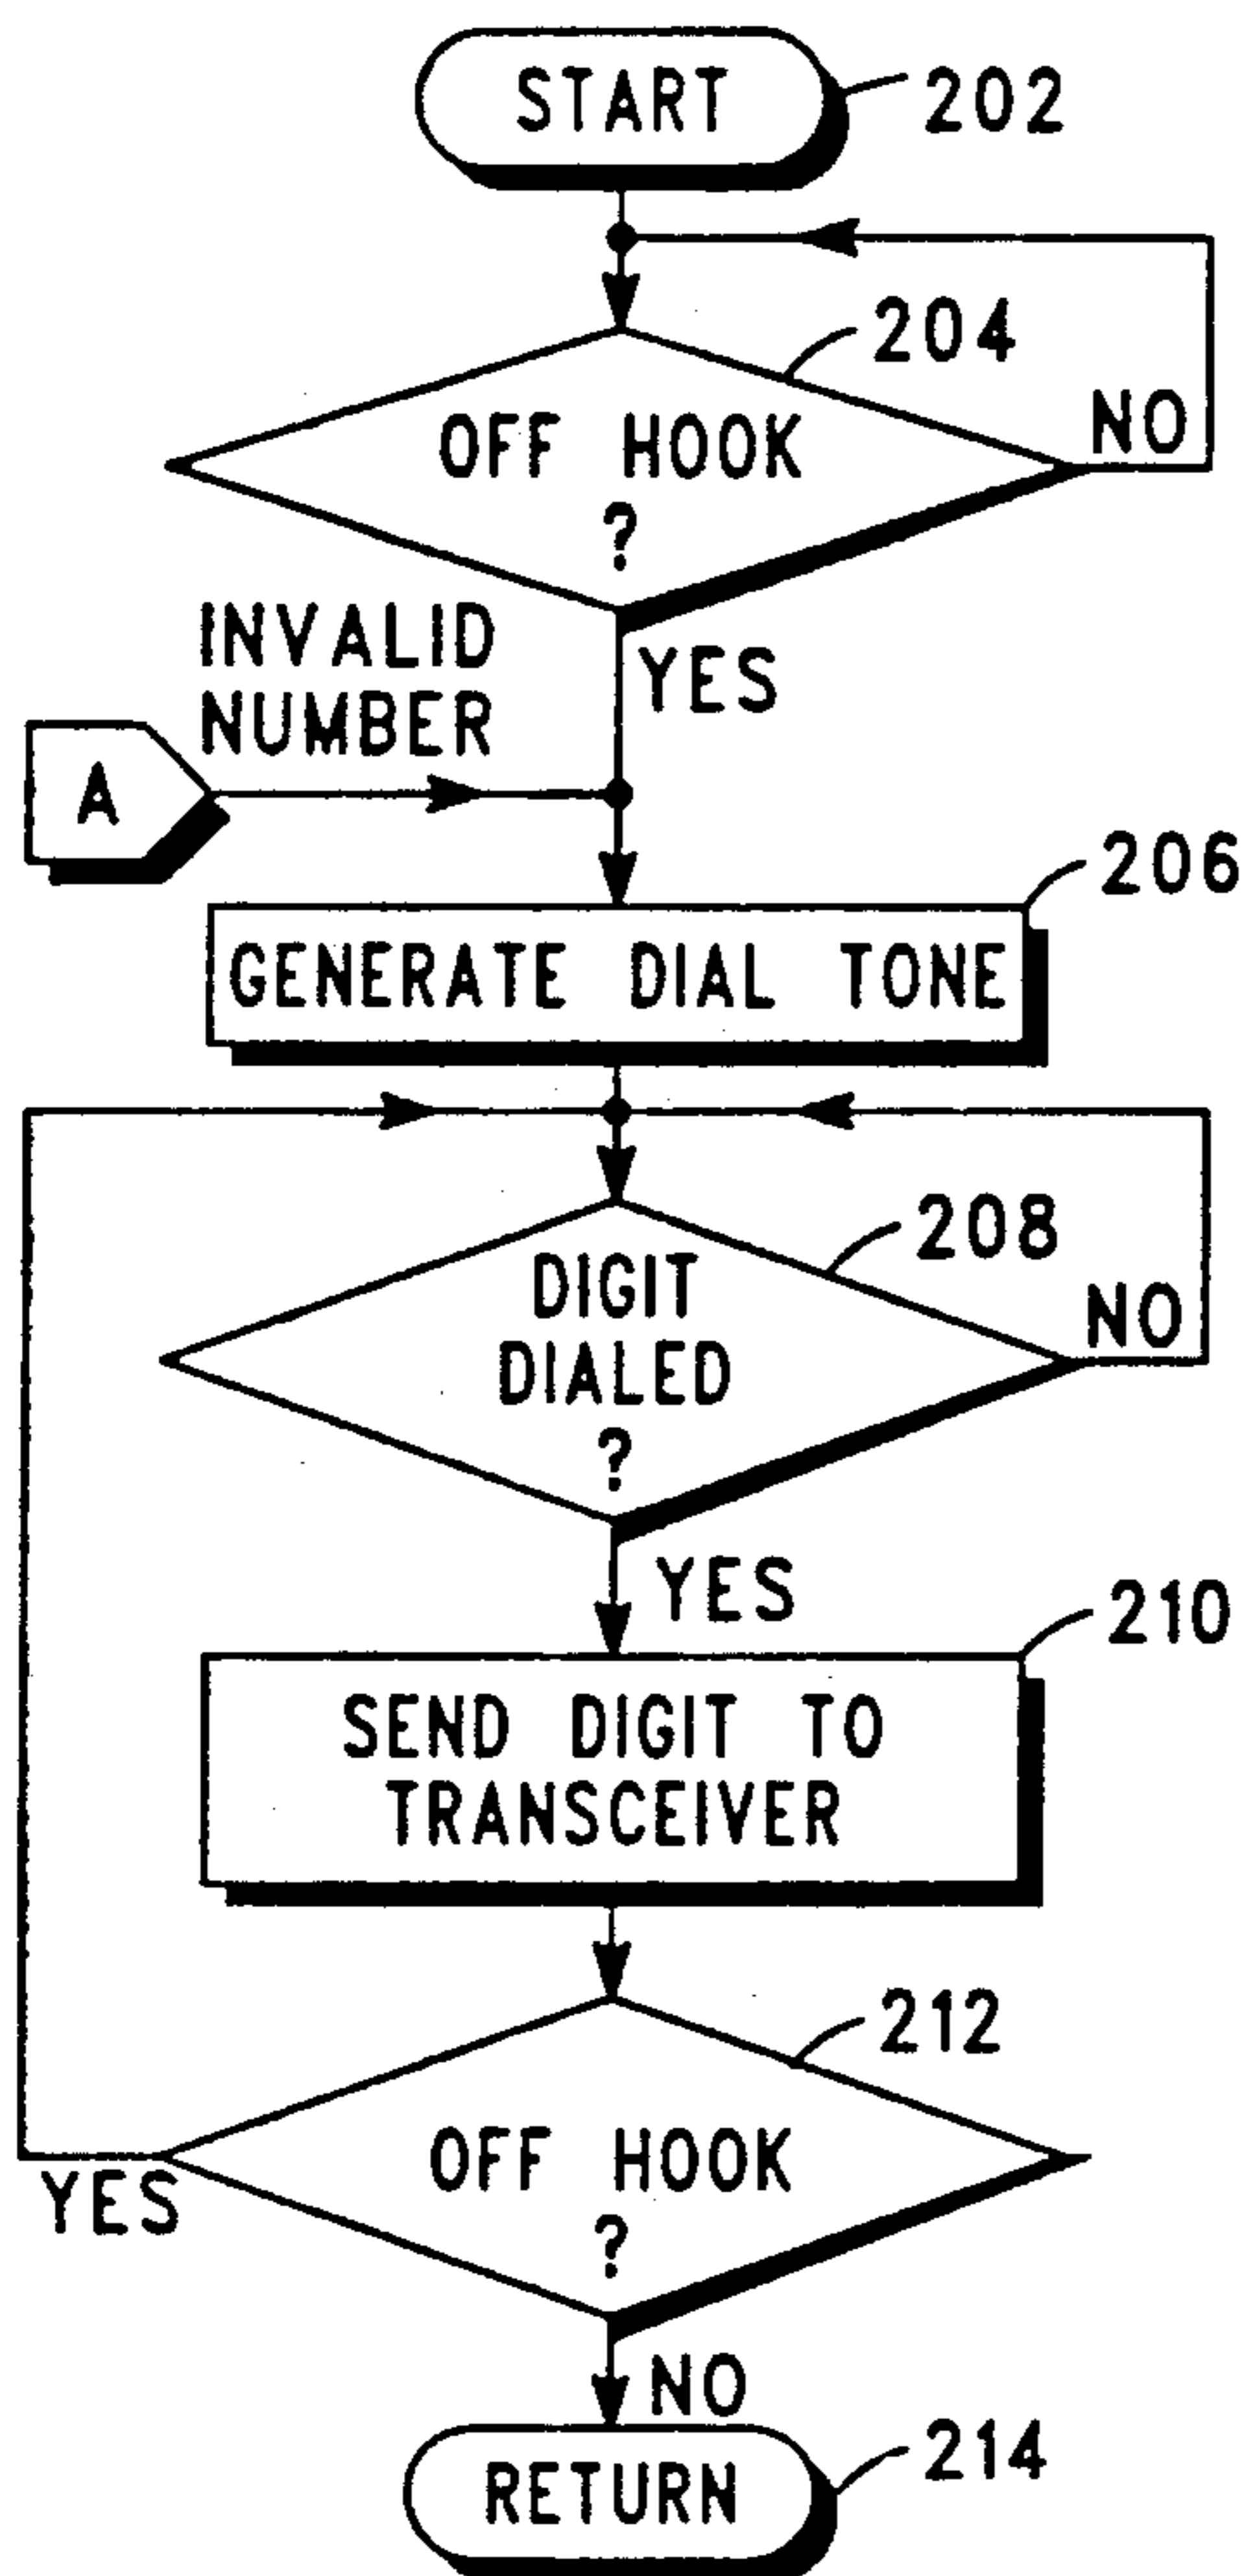 START
202
204
OFF HOOK
?
NO
YES
INVALID
NUMBER
A
206
GENERATE DIAL TONE
208
DIGIT
DIALED
?
NO
YES
210
SEND DIGIT TO
TRANSCEIVER
212
OFF HOOK
?
YES
NO
RETURN
214